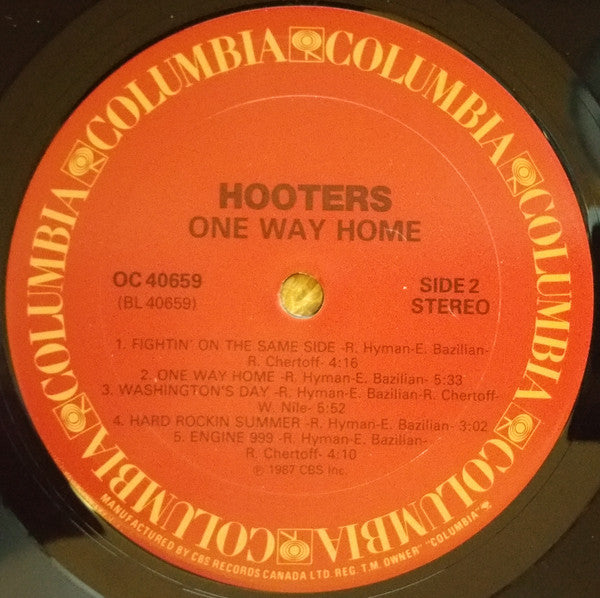 COLUMBIA COLUMBIA COLUMBIA COLUMBIA COLUMBIA COLUMBIA
HOOTERS
ONE WAY HOME
OC 40659
(BL 40659)
SIDE 2
STEREO
1. FIGHTIN' ON THE SAME SIDE -R. Hyman-E. Bazilian-
R. Chertoff- 4:16
2. ONE WAY HOME -R. Hyman-E. Bazilian- 5:33
3. WASHINGTON'S DAY -R. Hyman-E. Bazilian-R. Chertoff-
W. Nile- 5:52
4. HARD ROCKIN SUMMER -R. Hyman-E. Bazilian- 3:02
5. ENGINE 999 -R. Hyman-E. Bazilian-
R. Chertoff- 4:10
℗ 1987 CBS Inc.
MANUFACTURED BY CBS RECORDS CANADA LTD. REG. T.M. OWNER "COLUMBIA"